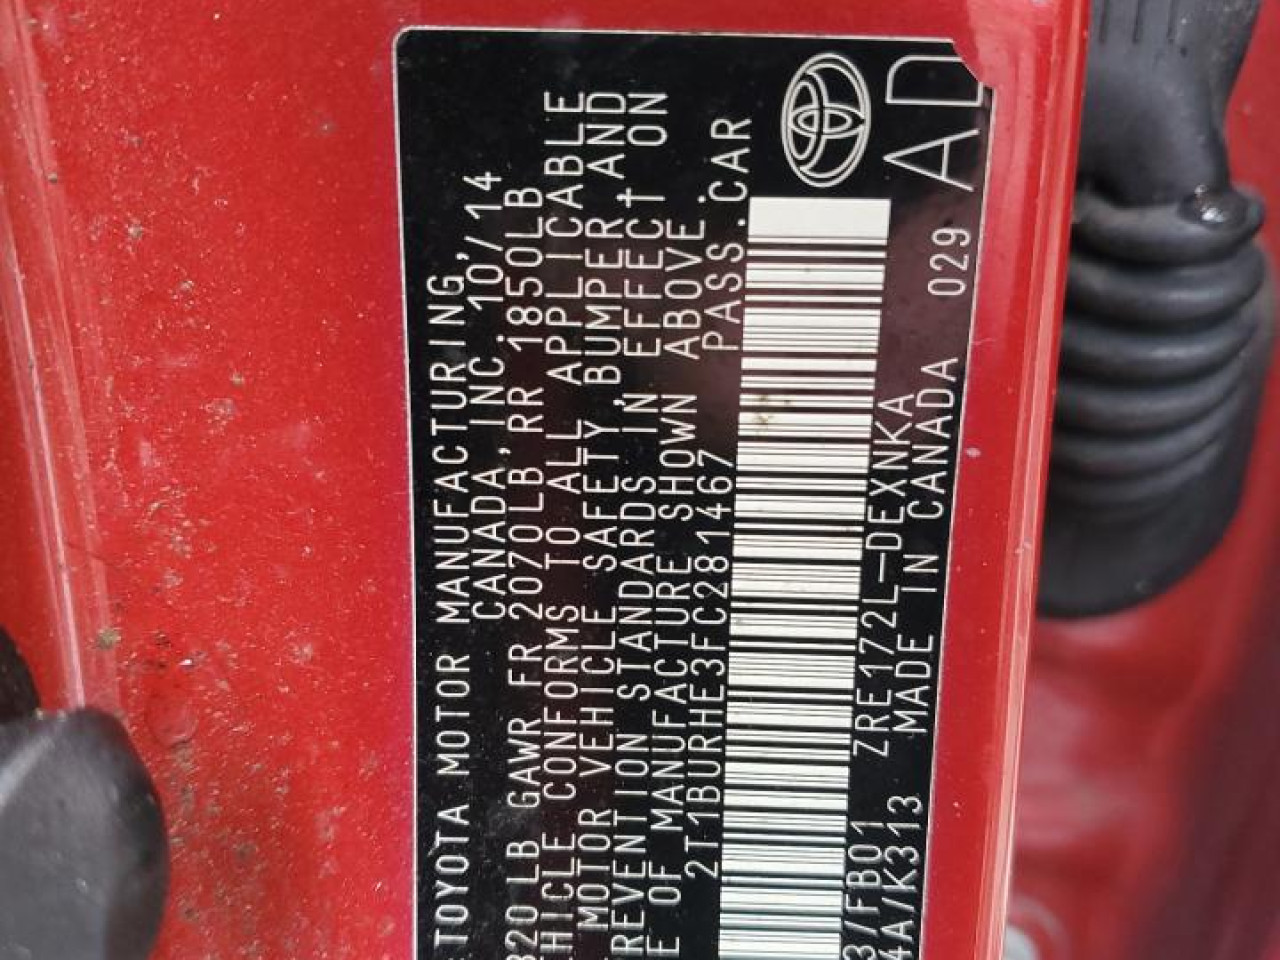 TOYOTA MOTOR MANUFACTURING,
CANADA, INC. 10/14
820 LB GAWR FR 2070LB, RR 1850LB
HICLE CONFORMS TO ALL APPLICABLE
MOTOR VEHICLE SAFETY, BUMPER, AND
REVENTION STANDARDS IN EFFECT ON
E OF MANUFACTURE SHOWN ABOVE.
2T1BURHE3FC281467 PASS.CAR
3/FB01 ZRE172L-DEXNKA
4A/K313 MADE IN CANADA 029
AD